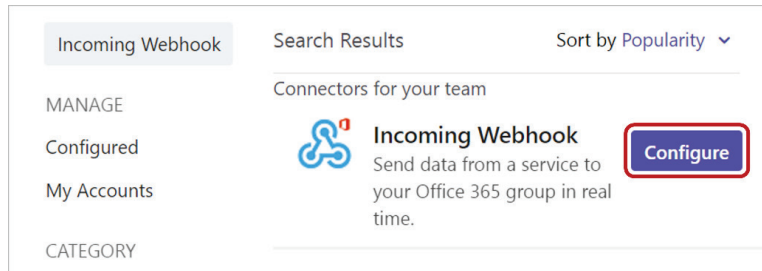 Incoming Webhook
MANAGE
Configured
My Accounts
CATEGORY
Search Results
Sort by Popularity
Connectors for your team
Incoming Webhook
Send data from a service to
your Office 365 group in real
time.
Configure